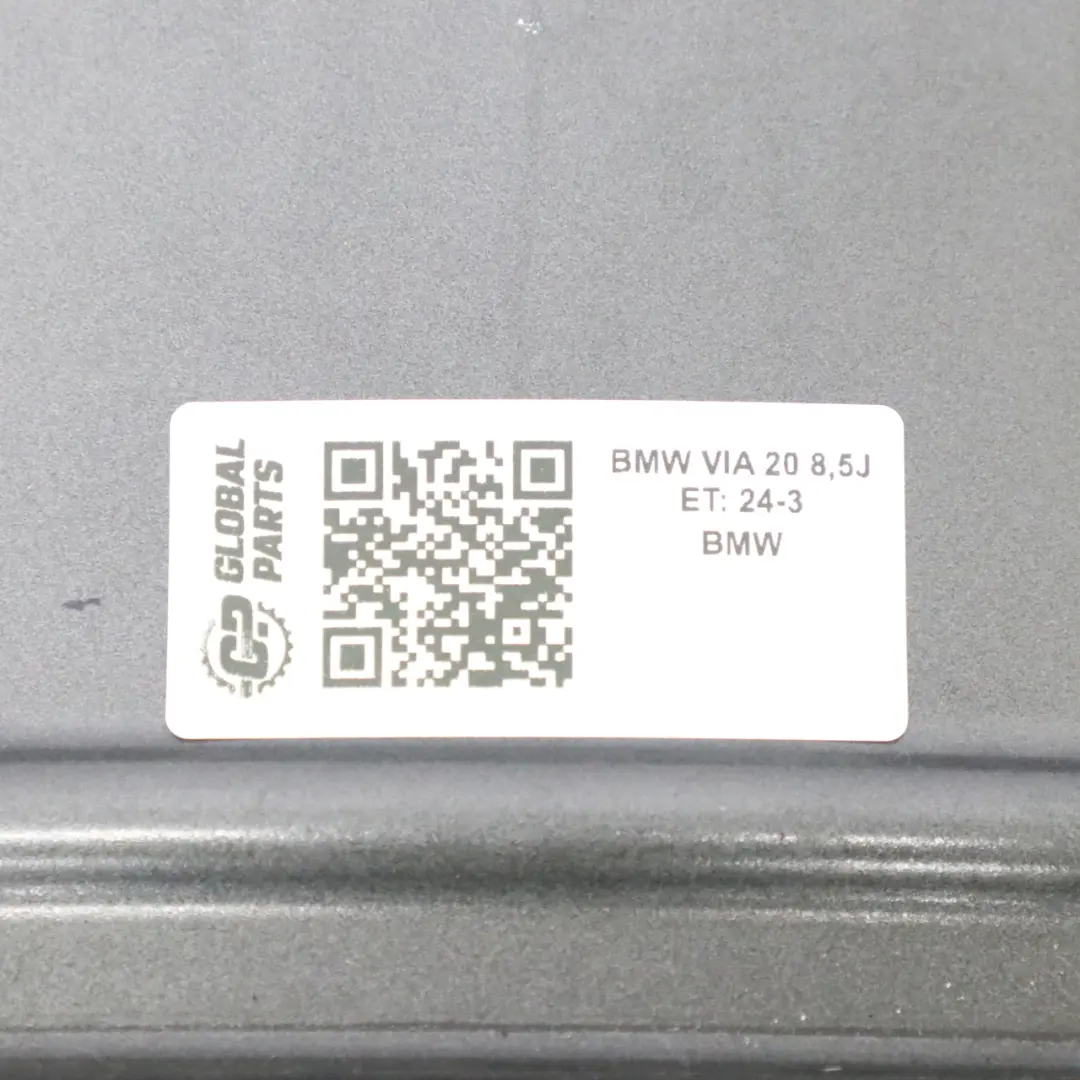 GLOBAL
PARTS
BMW VIA 20 8,5J
ET: 24-3
BMW